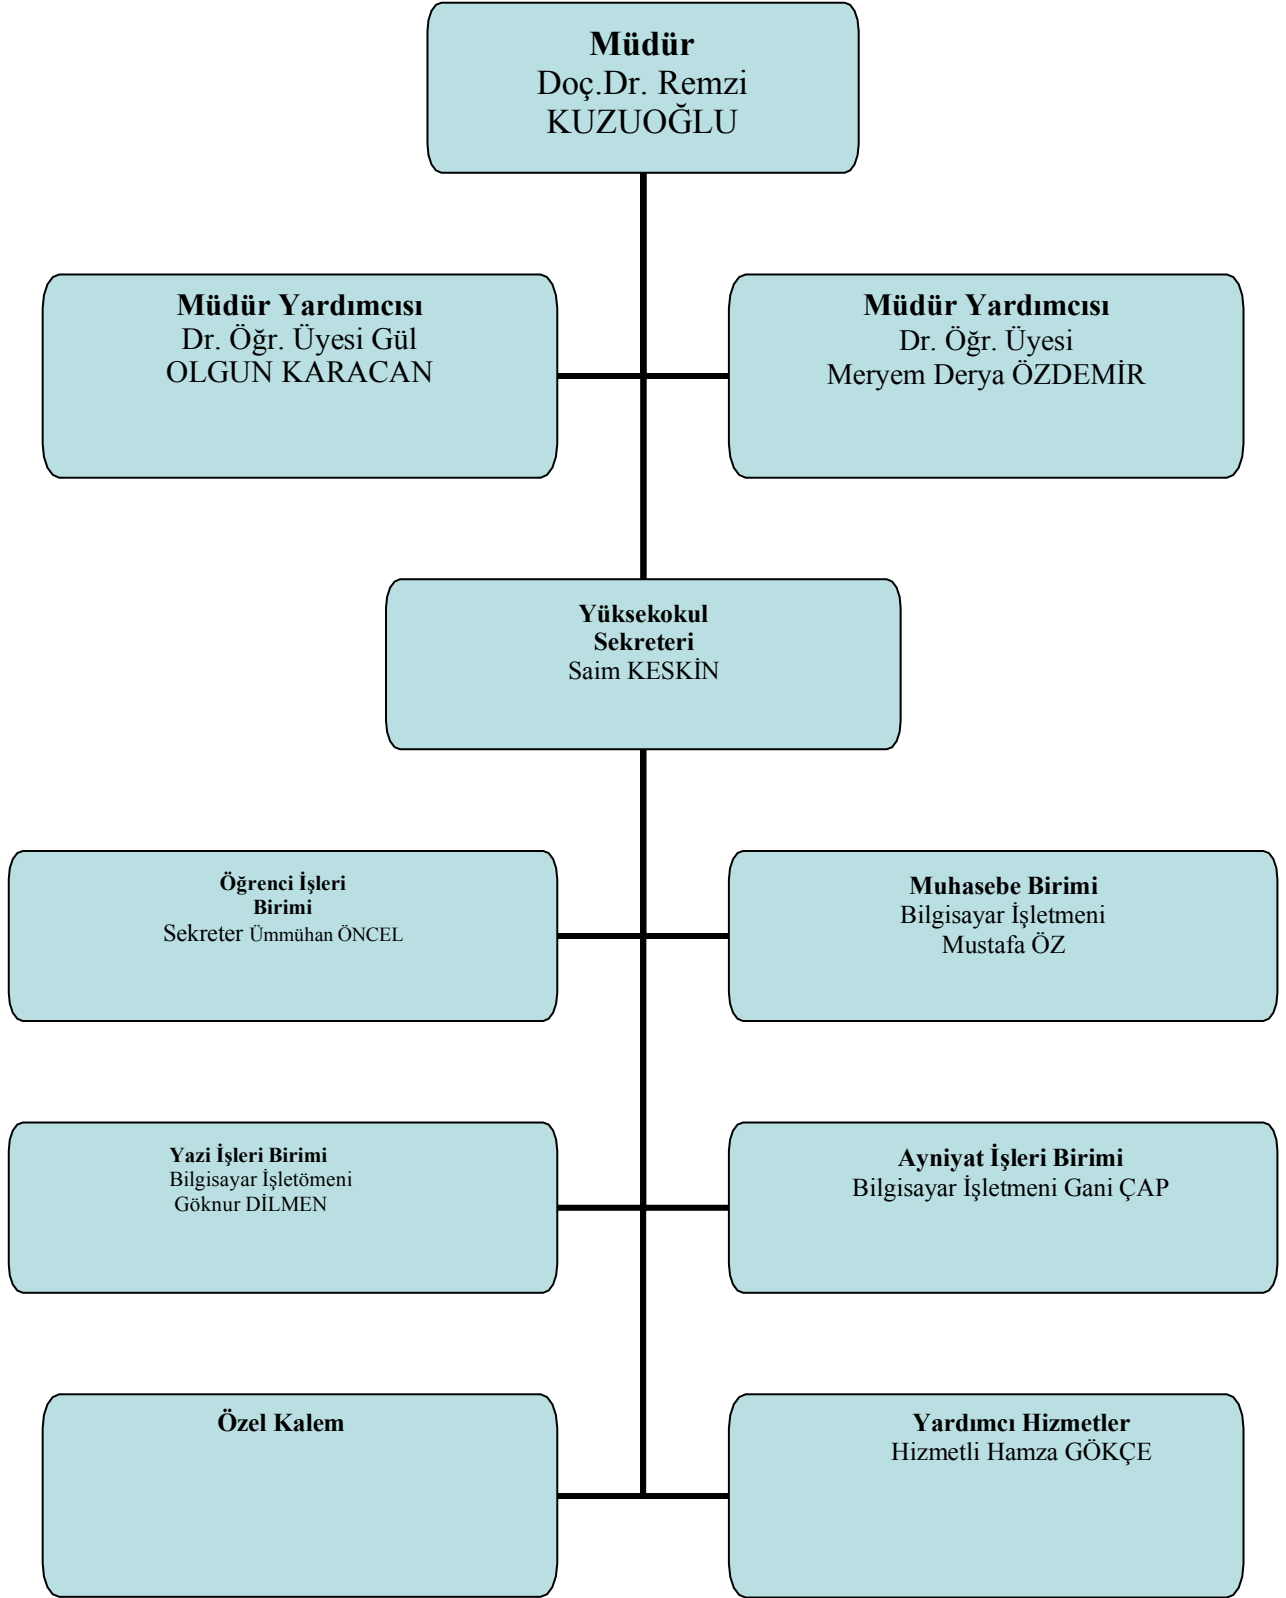 Müdür
Doç.Dr. Remzi
KUZUOĞLU
Müdür Yardımcısı
Dr. Öğr. Üyesi Gül
OLGUN KARACAN
Müdür Yardımcısı
Dr. Öğr. Üyesi
Meryem Derya ÖZDEMİR
Yüksekokul
Sekreteri
Saim KESKİN
Öğrenci İşleri
Birimi
Sekreter Ümmühan ÖNCEL
Muhasebe Birimi
Bilgisayar İşletmeni
Mustafa ÖZ
Yazi İşleri Birimi
Bilgisayar İşletömeni
Göknur DİLMEN
Ayniyat İşleri Birimi
Bilgisayar İşletmeni Gani ÇAP
Özel Kalem
Yardımcı Hizmetler
Hizmetli Hamza GÖKÇE